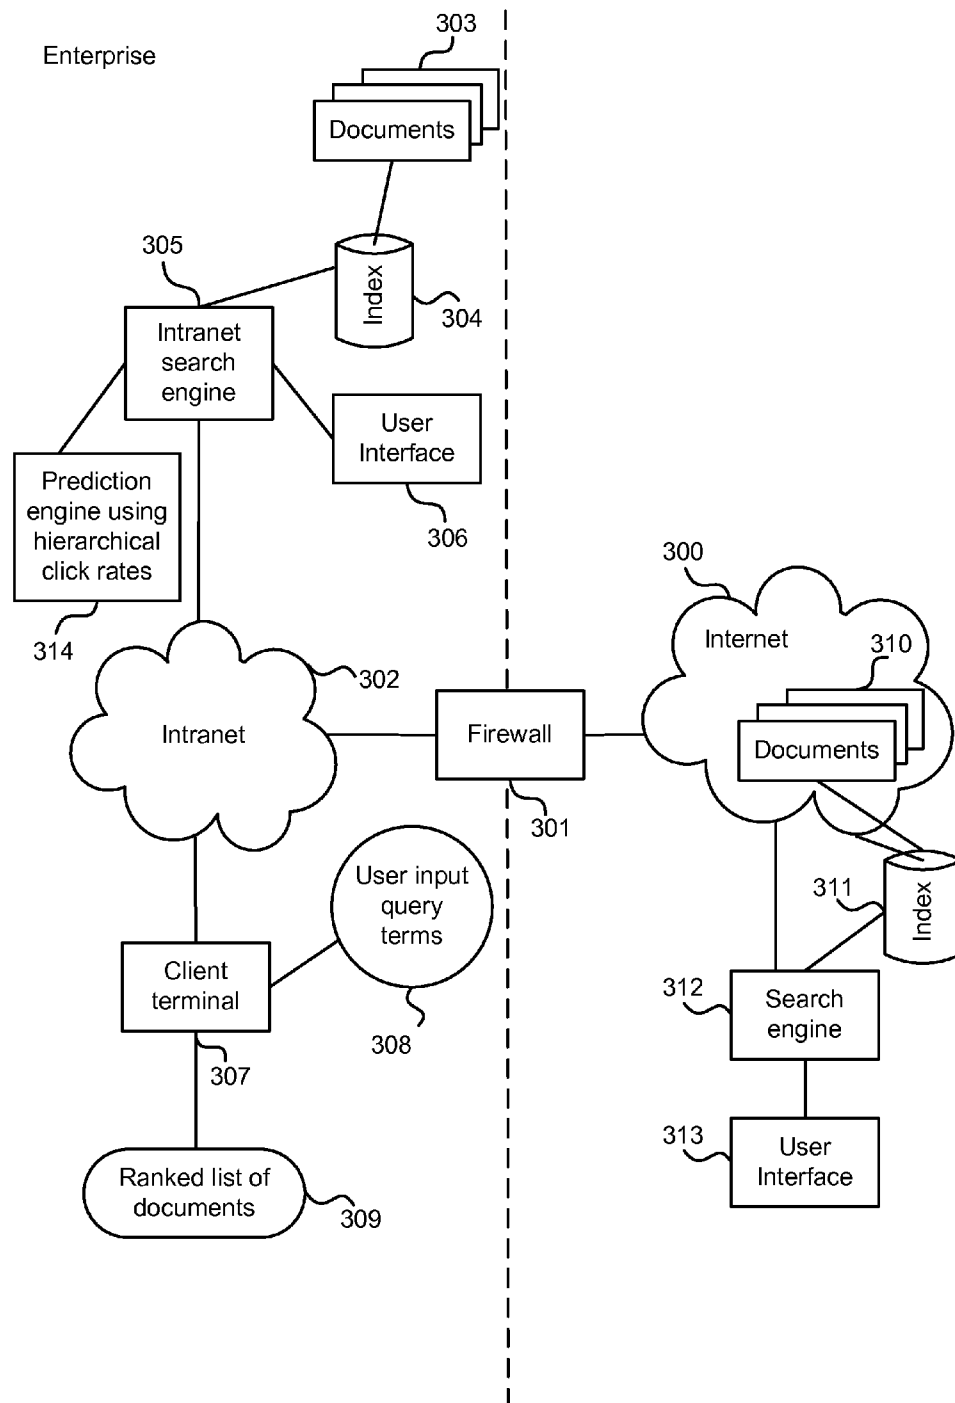 303
Enterprise
Documents
305
Index
304
Intranet
search
engine
User
Interface
Prediction
engine using
hierarchical
click rates
306
300
314
Internet
310
302
Intranet
Firewall
Documents
301
User input
query
terms
311
Index
Client
terminal
312
Search
engine
308
307
313
User
Interface
Ranked list of
documents
309